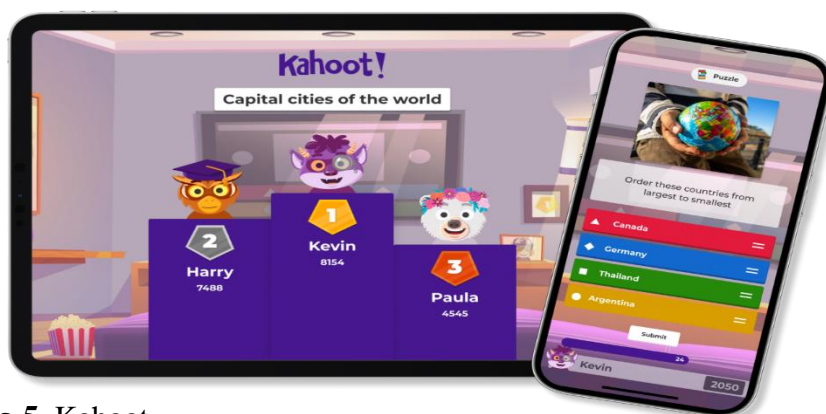 Kahoot!
Capital cities of the world
1
Kevin
8154
2
Harry
7488
3
Paula
4545
Puzzle
Order these countries from
largest to smallest
Canada
Germany
Thailand
Argentina
Submit
24
Kevin
2050
5. Kahoot